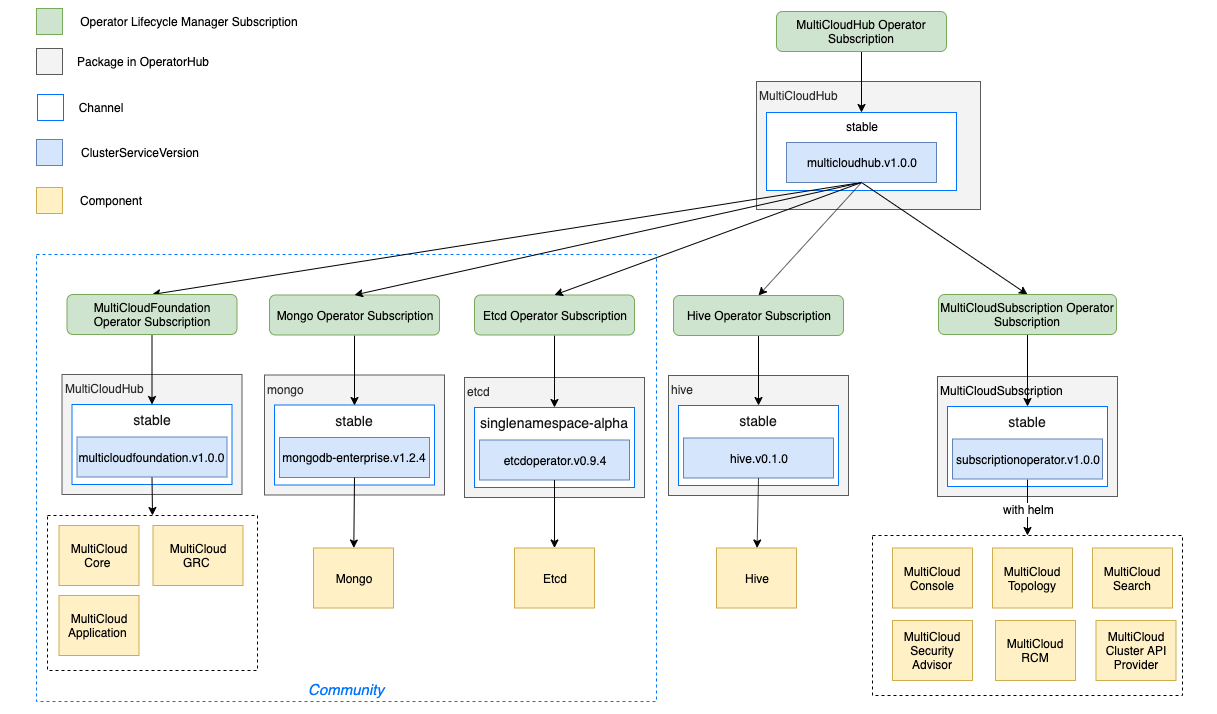 Operator Lifecycle Manager Subscription
Package in OperatorHub
Channel
ClusterServiceVersion
Component
MultiCloudHub Operator
Subscription
MultiCloudHub
stable
multicloudhub.v1.0.0
MultiCloudFoundation
Operator Subscription
Mongo Operator Subscription
Etcd Operator Subscription
Hive Operator Subscription
MultiCloudSubscription Operator
Subscription
MultiCloudHub
stable
multicloudfoundation.v1.0.0
mongo
stable
mongodb-enterprise.v1.2.4
etcd
singlenamespace-alpha
etcdoperator.v0.9.4
hive
stable
hive.v0.1.0
MultiCloudSubscription
stable
subscriptionoperator.v1.0.0
with helm
MultiCloud
Core
MultiCloud
GRC
MultiCloud
Application
Mongo
Etcd
Hive
MultiCloud
Console
MultiCloud
Topology
MultiCloud
Search
MultiCloud
Security
Advisor
MultiCloud
RCM
MultiCloud
Cluster API
Provider
Community